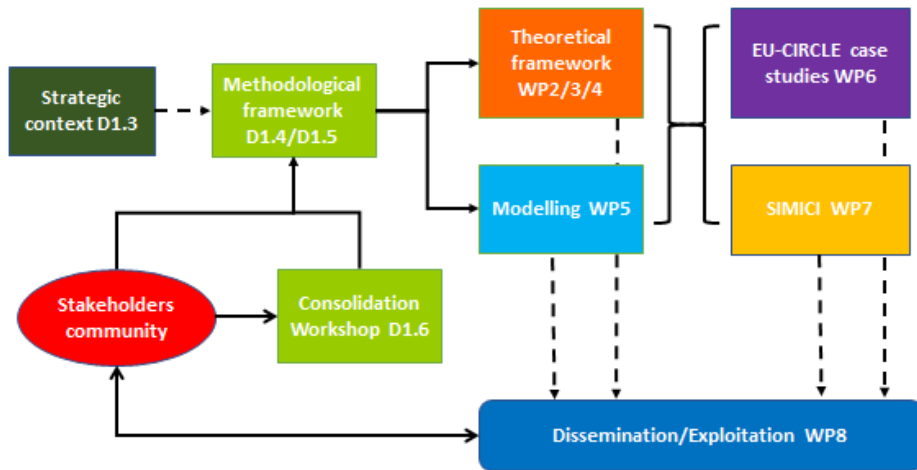 Strategic
context D1.3
Methodological
framework
D1.4/D1.5
Theoretical
framework
WP2/3/4
EU-CIRCLE case
studies WP6
Modelling WP5
SIMICI WP7
Stakeholders
community
Consolidation
Workshop D1.6
Dissemination/Exploitation WP8